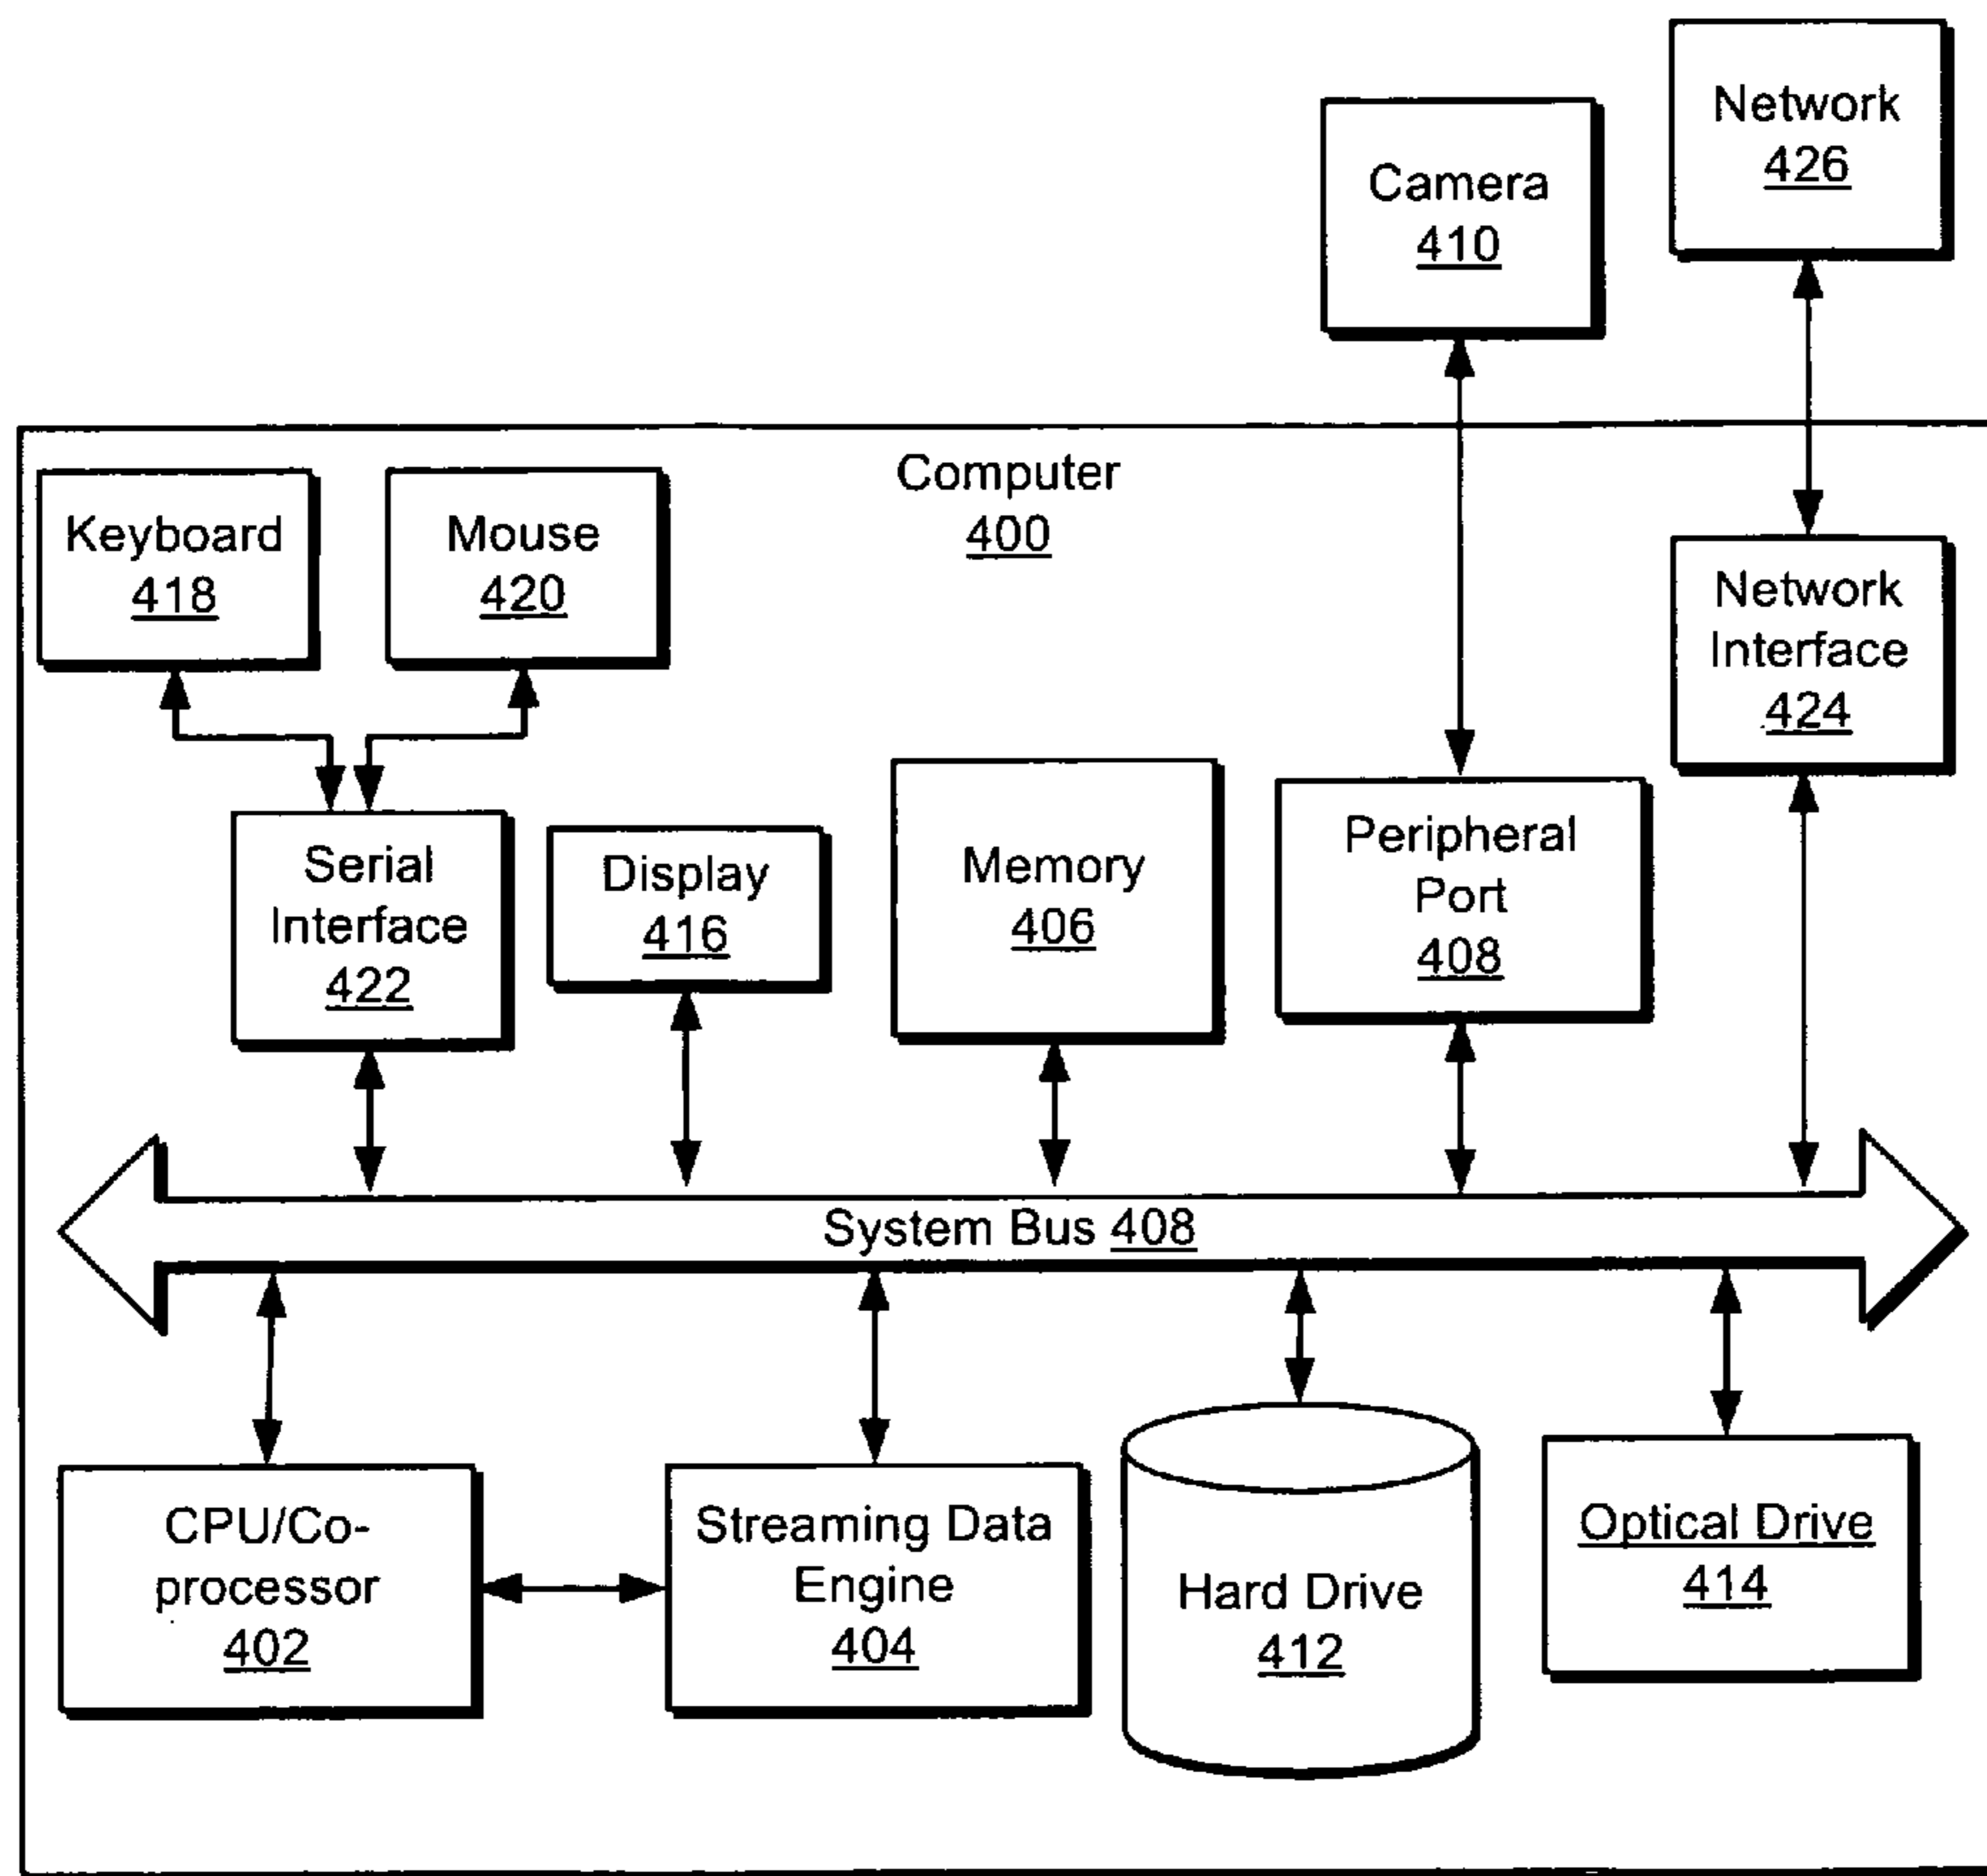 Network
426
Camera
410
Computer
400
Keyboard
418
Mouse
420
Network
Interface
424
Serial
Interface
422
Display
416
Memory
406
Peripheral
Port
408
System Bus 408
CPU/Co-
processor
402
Streaming Data
Engine
404
Hard Drive
412
Optical Drive
414